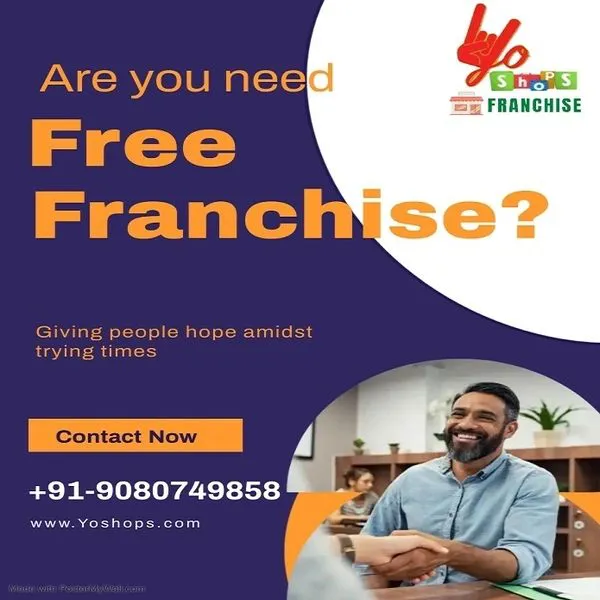 Yo
ShOPS
FRANCHISE
Are you need
Free
Franchise?
Giving people hope amidst
trying times
Contact Now
+91-9080749858
www.Yoshops.com
Made with PosterMyWall.com